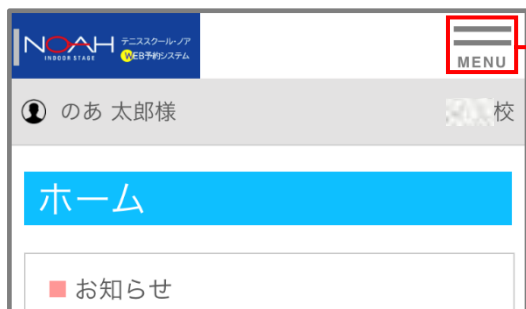 NOAH
INDOOR STAGE
テニススクール・ノア
WEB予約システム
MENU
のあ 太郎様
校
ホーム
お知らせ